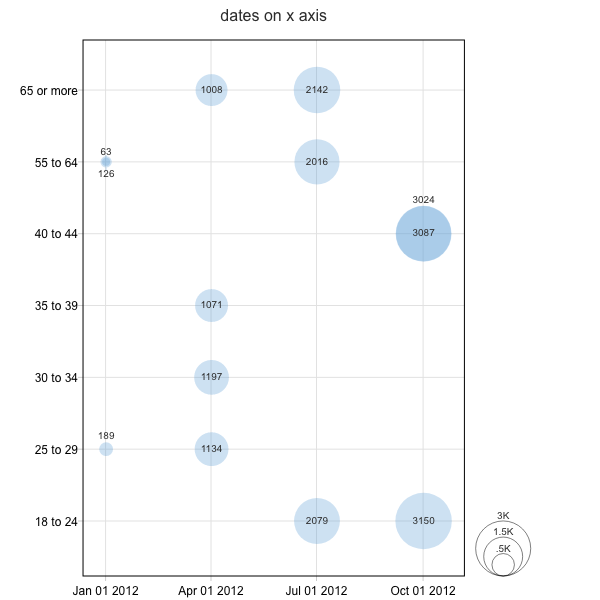 dates on x axis
65 or more
1008
2142
63
55 to 64
2016
126
3024
40 to 44
3087
35 to 39
1071
30 to 34
1197
189
25 to 29
1134
18 to 24
2079
3150
3K
1.5K
.5K
Jan 01 2012
Apr 01 2012
Jul 01 2012
Oct 01 2012